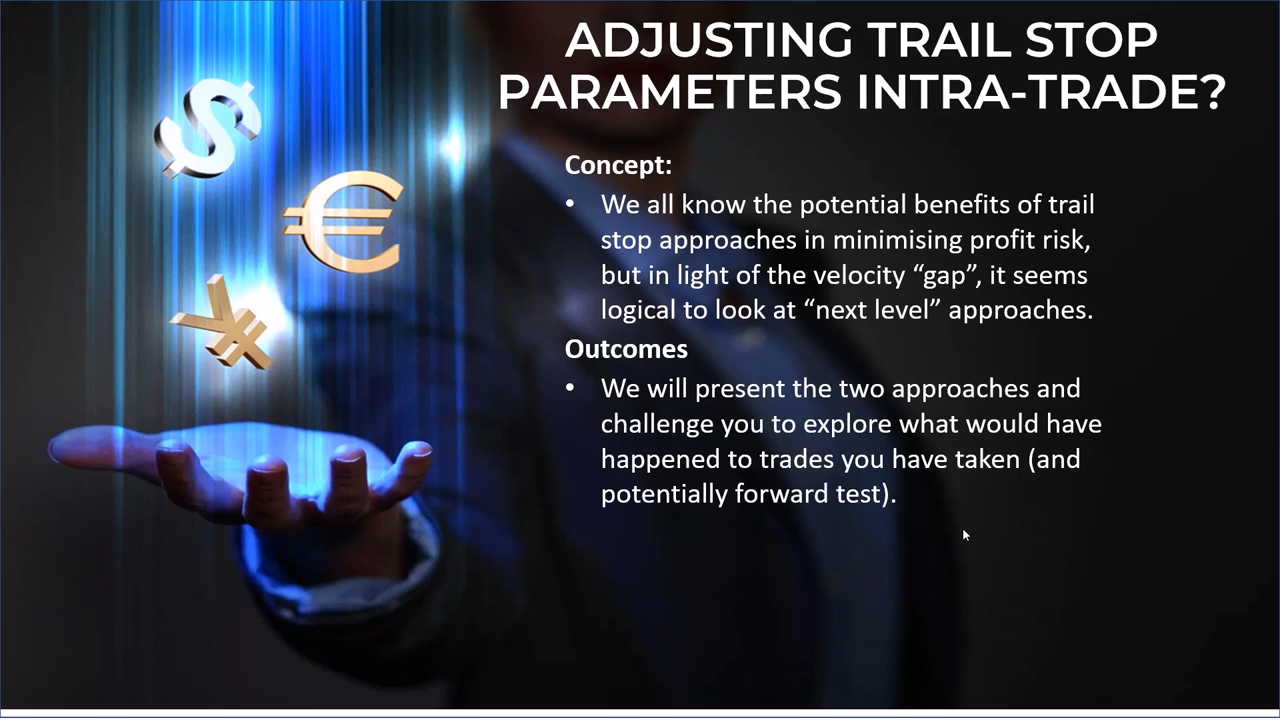 ADJUSTING TRAIL STOP
PARAMETERS INTRA-TRADE?
Concept:
• We all know the potential benefits of trail
stop approaches in minimising profit risk,
but in light of the velocity “gap”, it seems
logical to look at “next level” approaches.
Outcomes
• We will present the two approaches and
challenge you to explore what would have
happened to trades you have taken (and
potentially forward test).
$
€
¥